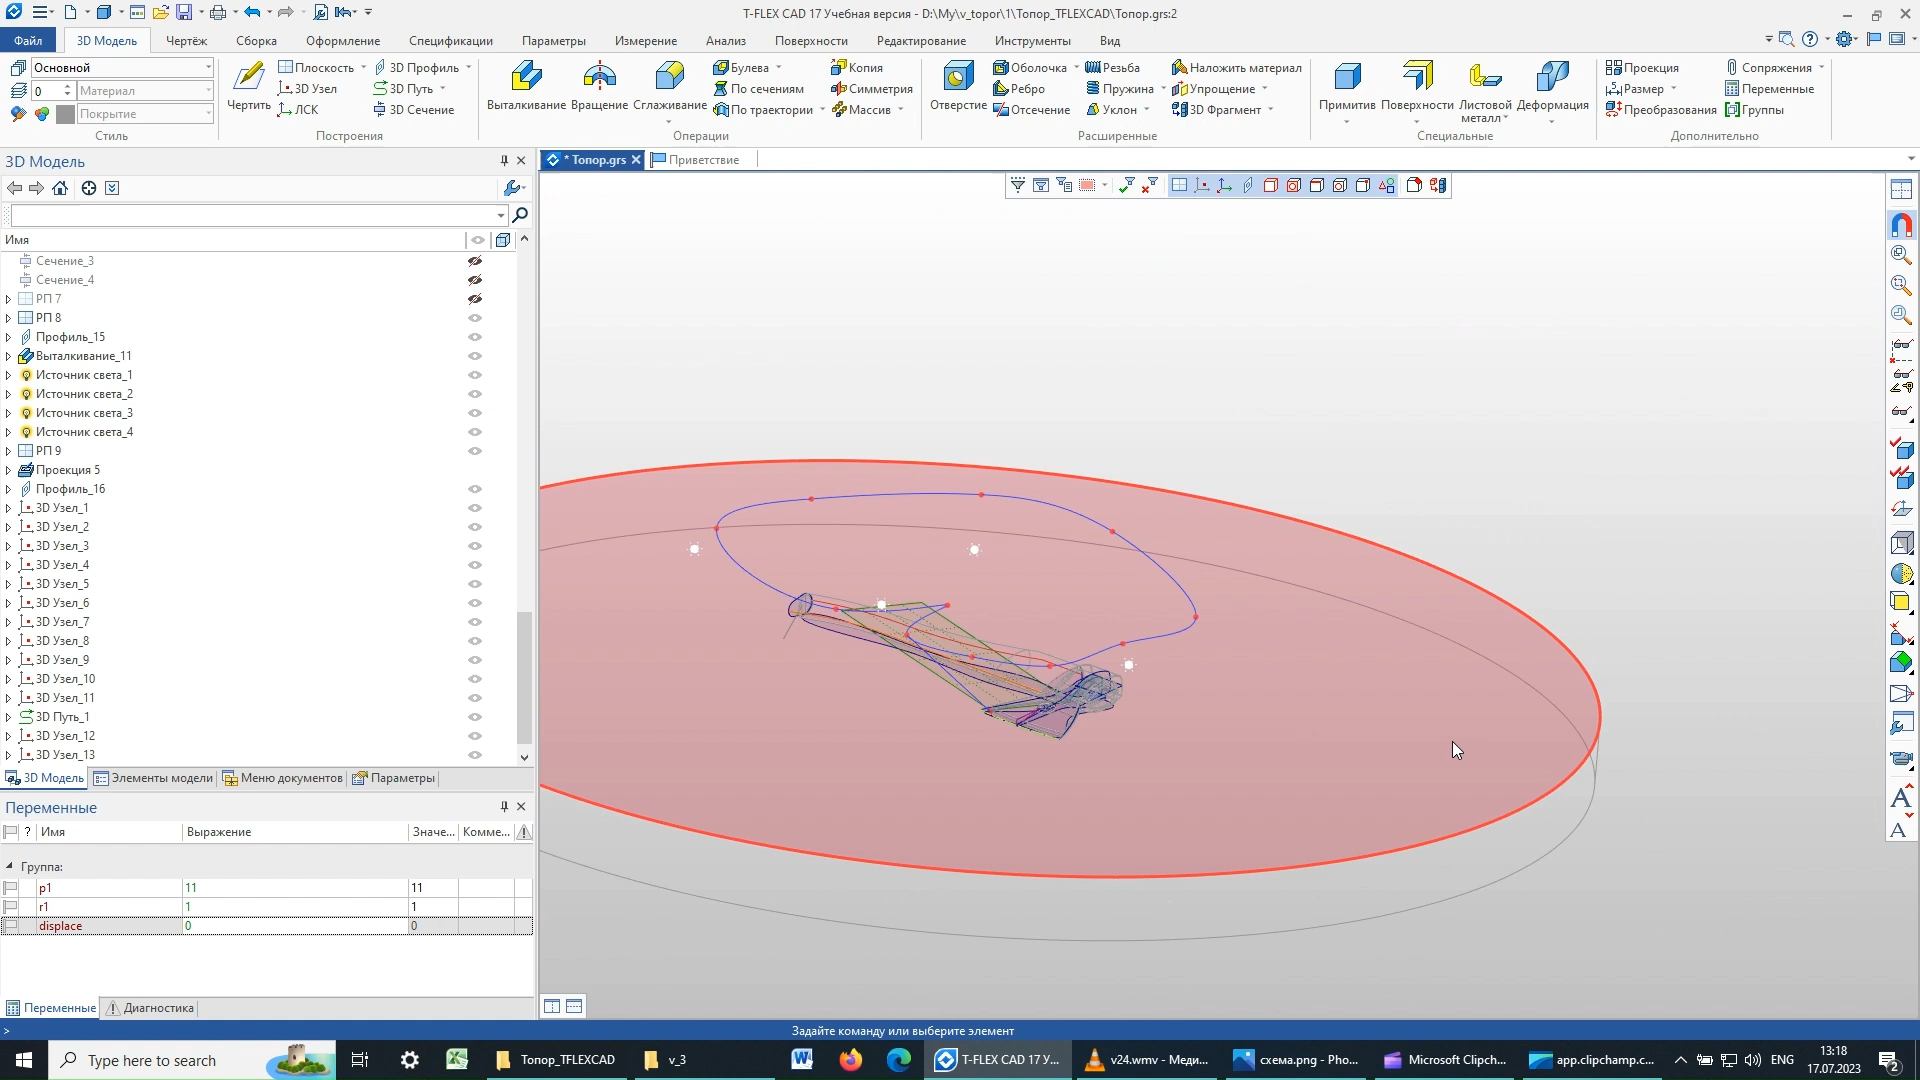 T-FLEX CAD 17 Учебная версия - D:\My\v_topor\1\Топор_TFLEXCAD\Топор.grs:2
Файл 3D Модель Чертёж Сборка Оформление Спецификации Параметры Измерение Анализ Поверхности Редактирование Инструменты Вид
Основной
0 Материал
Покрытие
Стиль
Чертить
Плоскость
3D Узел
ЛСК
3D Профиль
3D Путь
3D Сечение
Построения
Выталкивание Вращение Сглаживание
Булева
По сечениям
По траектории
Копия
Симметрия
Массив
Операции
Отверстие
Оболочка
Ребро
Отсечение
Резьба
Пружина
Уклон
Наложить материал
Упрощение
3D Фрагмент
Расширенные
Примитив Поверхности Листовой металл Деформация
Специальные
Проекция
Размер
Преобразования
Сопряжения
Переменные
Группы
Дополнительно
3D Модель
* Топор.grs Приветствие
Имя
Сечение_3
Сечение_4
РП 7
РП 8
Профиль_15
Выталкивание_11
Источник света_1
Источник света_2
Источник света_3
Источник света_4
РП 9
Проекция 5
Профиль_16
3D Узел_1
3D Узел_2
3D Узел_3
3D Узел_4
3D Узел_5
3D Узел_6
3D Узел_7
3D Узел_8
3D Узел_9
3D Узел_10
3D Узел_11
3D Путь_1
3D Узел_12
3D Узел_13
3D Модель Элементы модели Меню документов Параметры
Переменные
? Имя Выражение Значе... Комме...
Группа:
p1 11 11
r1 1 1
displace 0 0
Переменные Диагностика
> Задайте команду или выберите элемент
Type here to search
Топор_TFLEXCAD
v_3
T-FLEX CAD 17 У...
v24.wmv - Меди...
схема.png - Pho...
Microsoft Clipch...
app.clipchamp.c...
ENG
13:18
17.07.2023
2